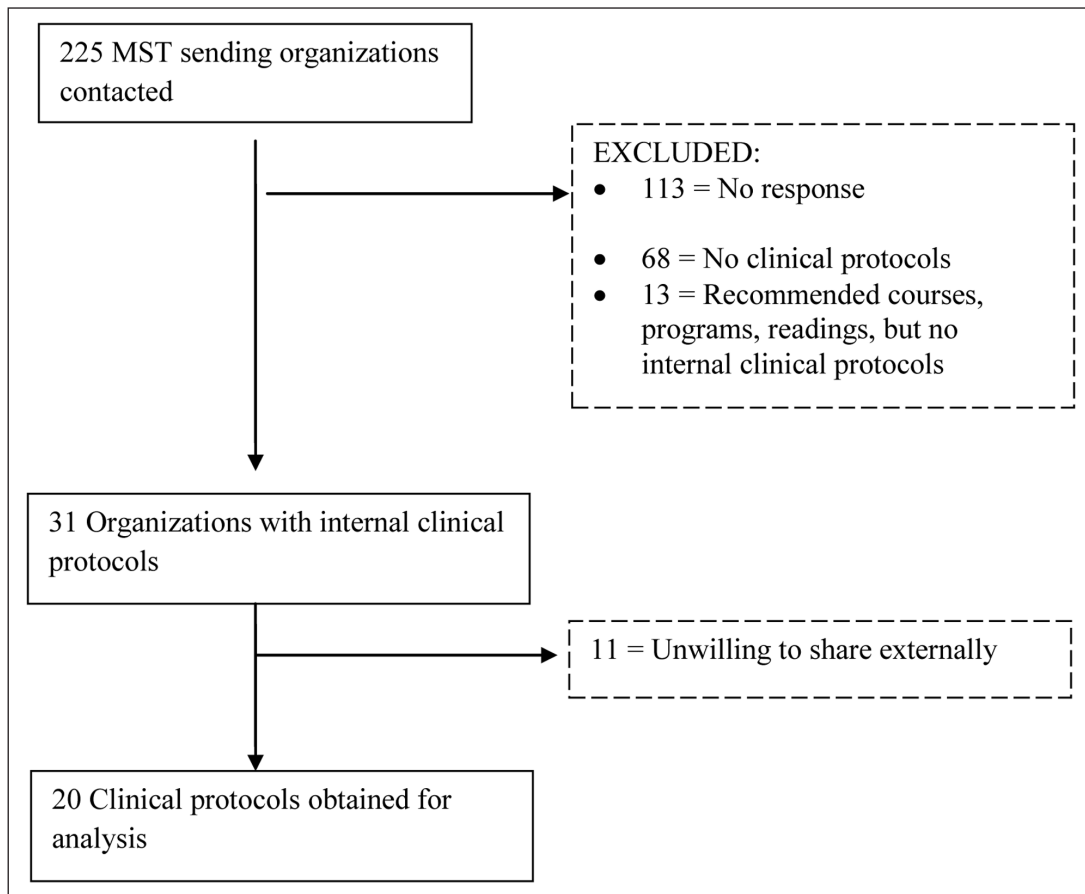 225 MST sending organizations
contacted
EXCLUDED:
• 113 = No response
• 68 = No clinical protocols
• 13 = Recommended courses,
programs, readings, but no
internal clinical protocols
31 Organizations with internal clinical
protocols
11 = Unwilling to share externally
20 Clinical protocols obtained for
analysis